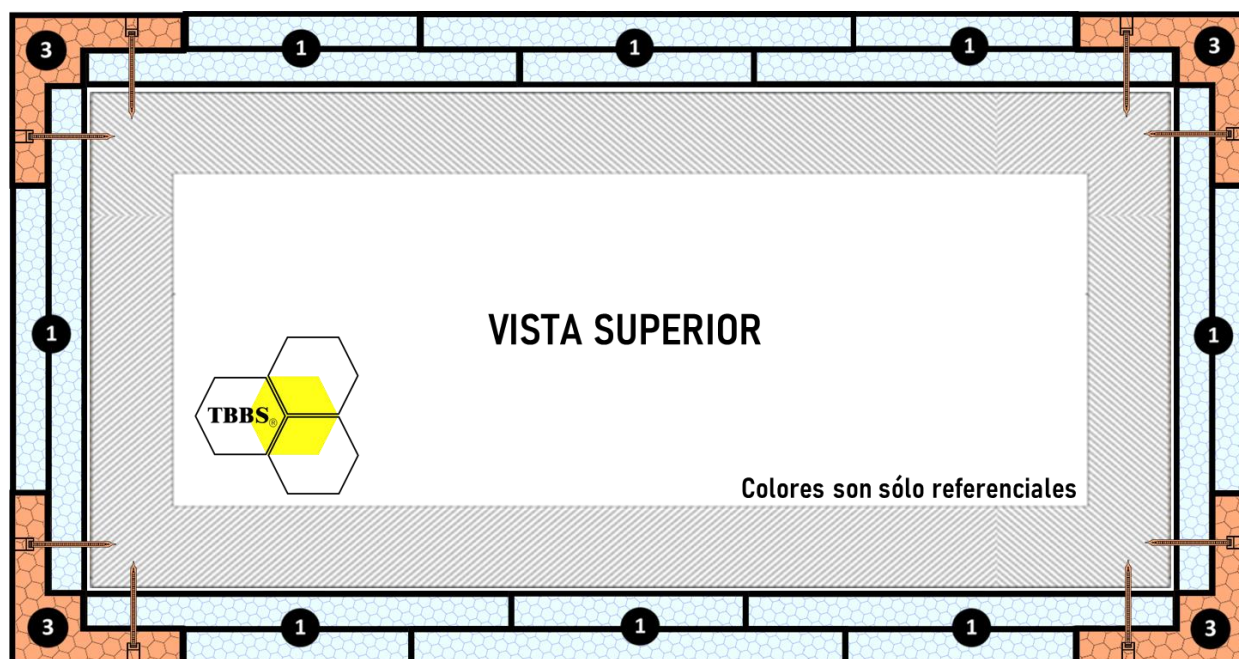 3 1 1 1 3
1 VISTA SUPERIOR 1
TBBS®
Colores son sólo referenciales
3 1 1 1 3